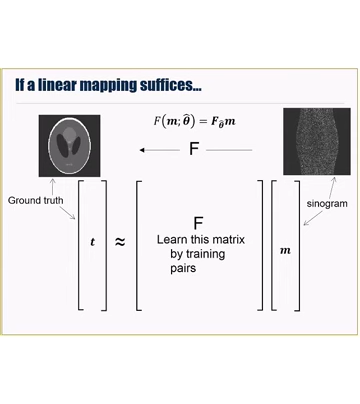 If a linear mapping suffices...
F(m; θ̂) = F_θ̂ m
F
Ground truth
sinogram
t ≈
F
Learn this matrix
by training
pairs
m